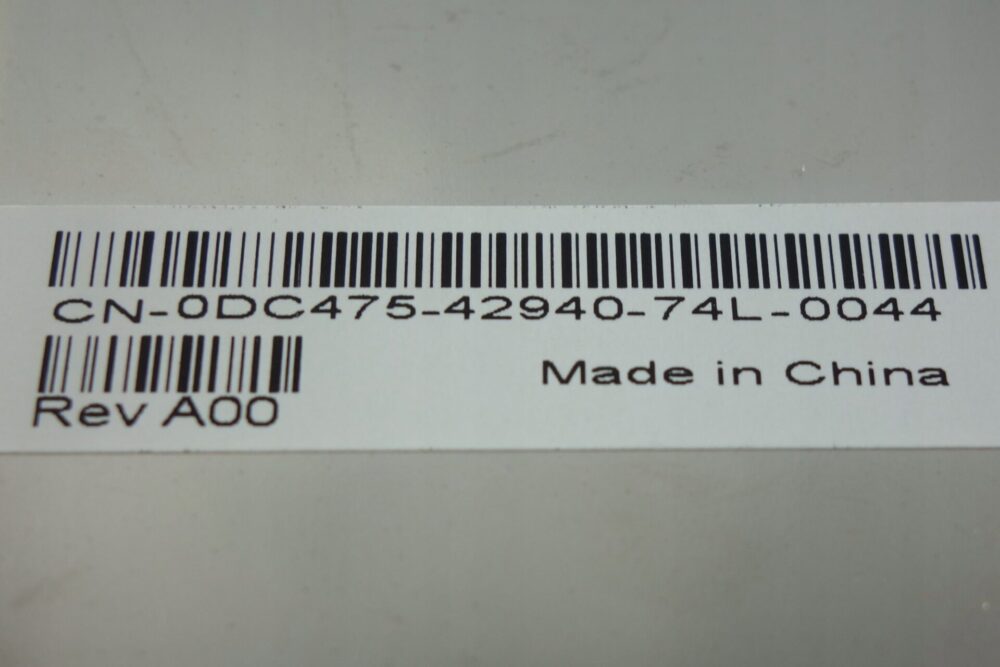 CN-0DC475-42940-74L-0044
Made in China
Rev A00